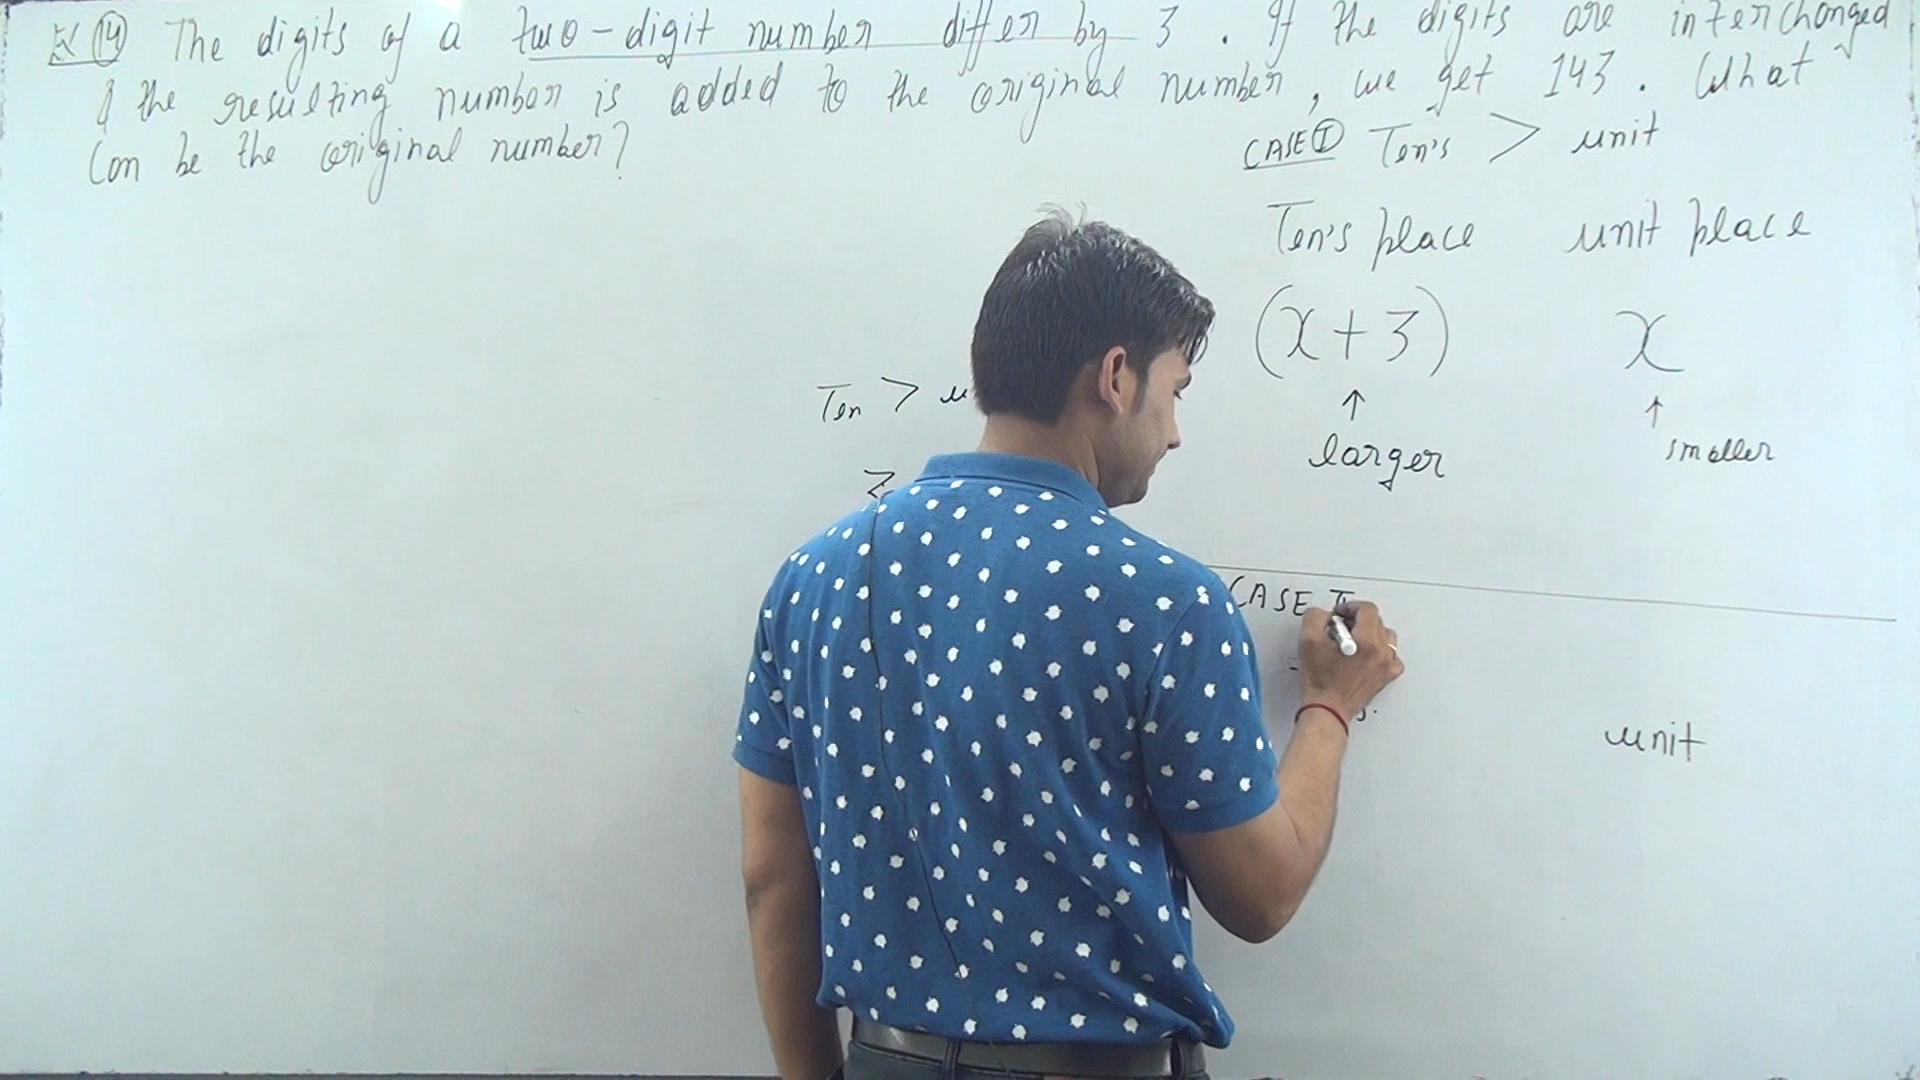 Ex 14 The digits of a two-digit number differ by 3. If the digits are interchanged
& the resulting number is added to the original number, we get 143. What
can be the original number?
CASE I Ten's > unit
Ten's place unit place
(x+3) x
↑ ↑
larger smaller
Ten >
CASE
unit